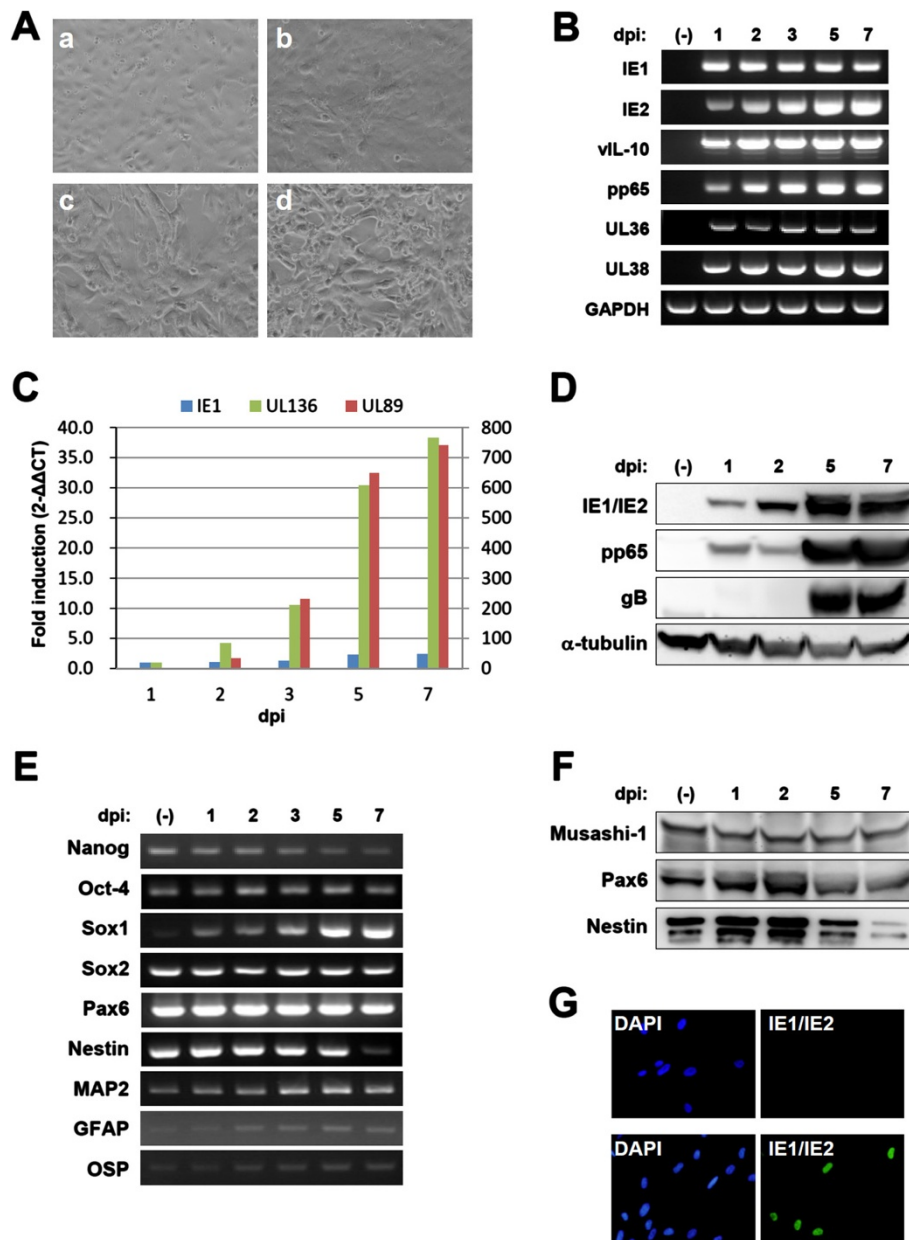 A
a
b
c
d
B
dpi: (-) 1 2 3 5 7
IE1
IE2
vIL-10
pp65
UL36
UL38
GAPDH
C
IE1 UL136 UL89
Fold induction (2-ΔΔCT)
40.0
35.0
30.0
25.0
20.0
15.0
10.0
5.0
0.0
800
700
600
500
400
300
200
100
0
1 2 3 5 7
dpi
D
dpi: (-) 1 2 5 7
IE1/IE2
pp65
gB
α-tubulin
E
dpi: (-) 1 2 3 5 7
Nanog
Oct-4
Sox1
Sox2
Pax6
Nestin
MAP2
GFAP
OSP
F
dpi: (-) 1 2 5 7
Musashi-1
Pax6
Nestin
G
DAPI IE1/IE2
DAPI IE1/IE2